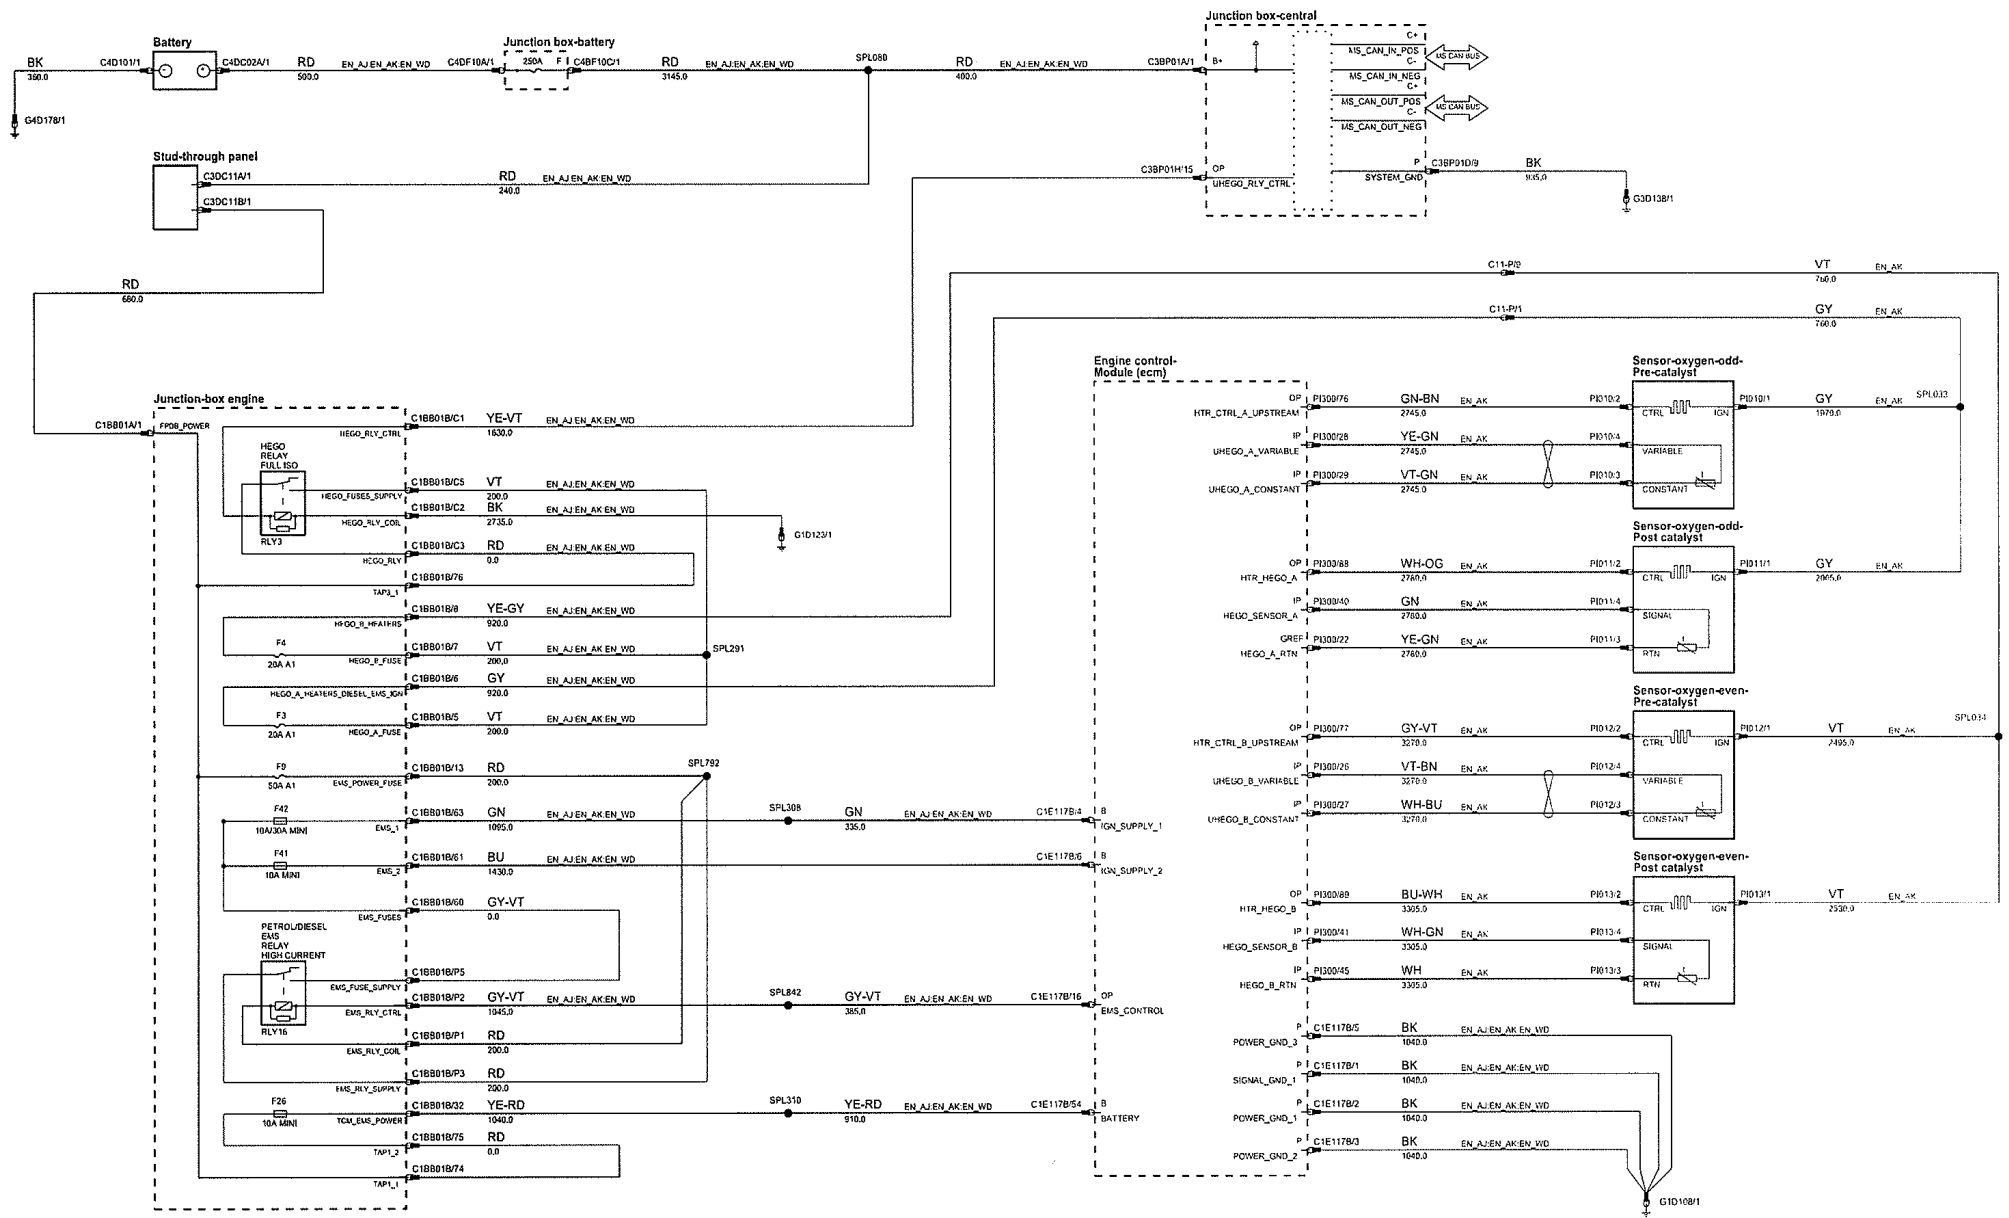 Junction box-central
Battery
Junction box-battery
BK
380.0
C4D101/1
C4DC02A/1
RD
500.0
EN_AJ:EN_AK:EN_WD
C4DF10A/1
250A
F
C4BF10C/1
RD
3145.0
EN_AJ:EN_AK:EN_WD
SPL080
RD
400.0
EN_AJ:EN_AK:EN_WD
C3BP01A/1
B+
C+
MS_CAN_IN_POS
C-
MS_CAN_IN_NEG
C+
MS_CAN_OUT_POS
C-
MS_CAN_OUT_NEG
MS CAN BUS
MS CAN BUS
G4D178/1
Stud-through panel
C3DC11A/1
RD
240.0
EN_AJ:EN_AK:EN_WD
C3DC11B/1
C3BP01H/15
OP
UHEGO_RLY_CTRL
P
SYSTEM_GND
C3BP01D/9
BK
935.0
G3D138/1
RD
680.0
C11-P/9
VT
760.0
EN_AK
C11-P/1
GY
760.0
EN_AK
Junction-box engine
C1BB01A/1
FPDB_POWER
HEGO
RELAY
FULL ISO
RLY3
C1BB01B/C1
YE-VT
1630.0
EN_AJ:EN_AK:EN_WD
HEGO_RLY_CTRL
C1BB01B/C5
VT
200.0
EN_AJ:EN_AK:EN_WD
HEGO_FUSES_SUPPLY
C1BB01B/C2
BK
2735.0
EN_AJ:EN_AK:EN_WD
HEGO_RLY_COIL
G1D123/1
C1BB01B/C3
RD
0.0
EN_AJ:EN_AK:EN_WD
HEGO_RLY
C1BB01B/76
TAP3_1
C1BB01B/8
YE-GY
920.0
EN_AJ:EN_AK:EN_WD
HEGO_B_HEATERS
F4
20A A1
C1BB01B/7
VT
200.0
EN_AJ:EN_AK:EN_WD
HEGO_B_FUSE
SPL291
C1BB01B/6
GY
920.0
EN_AJ:EN_AK:EN_WD
HEGO_A_HEATERS_DIESEL_EMS_IGN
F3
20A A1
C1BB01B/5
VT
200.0
EN_AJ:EN_AK:EN_WD
HEGO_A_FUSE
F9
50A A1
C1BB01B/13
RD
200.0
EMS_POWER_FUSE
SPL792
F42
10A/30A MINI
C1BB01B/63
GN
1095.0
EN_AJ:EN_AK:EN_WD
EMS_1
SPL308
GN
335.0
EN_AJ:EN_AK:EN_WD
C1E117B/4
B
IGN_SUPPLY_1
F41
10A MINI
C1BB01B/61
BU
1430.0
EN_AJ:EN_AK:EN_WD
EMS_2
C1E117B/6
B
IGN_SUPPLY_2
C1BB01B/60
GY-VT
0.0
EMS_FUSES
PETROL/DIESEL
EMS
RELAY
HIGH CURRENT
RLY16
C1BB01B/P5
EMS_FUSE_SUPPLY
C1BB01B/P2
GY-VT
1045.0
EN_AJ:EN_AK:EN_WD
EMS_RLY_CTRL
SPL842
GY-VT
385.0
EN_AJ:EN_AK:EN_WD
C1E117B/16
OP
EMS_CONTROL
C1BB01B/P1
RD
200.0
EMS_RLY_COIL
C1BB01B/P3
RD
200.0
EMS_RLY_SUPPLY
F26
10A MINI
C1BB01B/32
YE-RD
1040.0
TCM_EMS_POWER
SPL310
YE-RD
910.0
EN_AJ:EN_AK:EN_WD
C1E117B/54
B
BATTERY
C1BB01B/75
RD
0.0
TAP1_2
C1BB01B/74
TAP1_1
Engine control-
Module (ecm)
OP
HTR_CTRL_A_UPSTREAM
PI300/76
GN-BN
2745.0
EN_AK
PI010/2
IP
UHEGO_A_VARIABLE
PI300/28
YE-GN
2745.0
EN_AK
PI010/4
IP
UHEGO_A_CONSTANT
PI300/29
VT-GN
2745.0
EN_AK
PI010/3
Sensor-oxygen-odd-
Pre-catalyst
CTRL
IGN
VARIABLE
CONSTANT
PI010/1
GY
1970.0
EN_AK
SPL033
OP
HTR_HEGO_A
PI300/88
WH-OG
2780.0
EN_AK
PI011/2
IP
HEGO_SENSOR_A
PI300/40
GN
2780.0
EN_AK
PI011/4
GREF
HEGO_A_RTN
PI300/22
YE-GN
2780.0
EN_AK
PI011/3
Sensor-oxygen-odd-
Post catalyst
CTRL
IGN
SIGNAL
RTN
PI011/1
GY
2005.0
EN_AK
OP
HTR_CTRL_B_UPSTREAM
PI300/77
GY-VT
3270.0
EN_AK
PI012/2
IP
UHEGO_B_VARIABLE
PI300/26
VT-BN
3270.0
EN_AK
PI012/4
IP
UHEGO_B_CONSTANT
PI300/27
WH-BU
3270.0
EN_AK
PI012/3
Sensor-oxygen-even-
Pre-catalyst
CTRL
IGN
VARIABLE
CONSTANT
PI012/1
VT
2495.0
EN_AK
SPL034
OP
HTR_HEGO_B
PI300/89
BU-WH
3305.0
EN_AK
PI013/2
IP
HEGO_SENSOR_B
PI300/41
WH-GN
3305.0
EN_AK
PI013/4
IP
HEGO_B_RTN
PI300/45
WH
3305.0
EN_AK
PI013/3
Sensor-oxygen-even-
Post catalyst
CTRL
IGN
SIGNAL
RTN
PI013/1
VT
2530.0
EN_AK
P
POWER_GND_3
C1E117B/5
BK
1040.0
EN_AJ:EN_AK:EN_WD
P
SIGNAL_GND_1
C1E117B/1
BK
1040.0
EN_AJ:EN_AK:EN_WD
P
POWER_GND_1
C1E117B/2
BK
1040.0
EN_AJ:EN_AK:EN_WD
P
POWER_GND_2
C1E117B/3
BK
1040.0
EN_AJ:EN_AK:EN_WD
G1D108/1